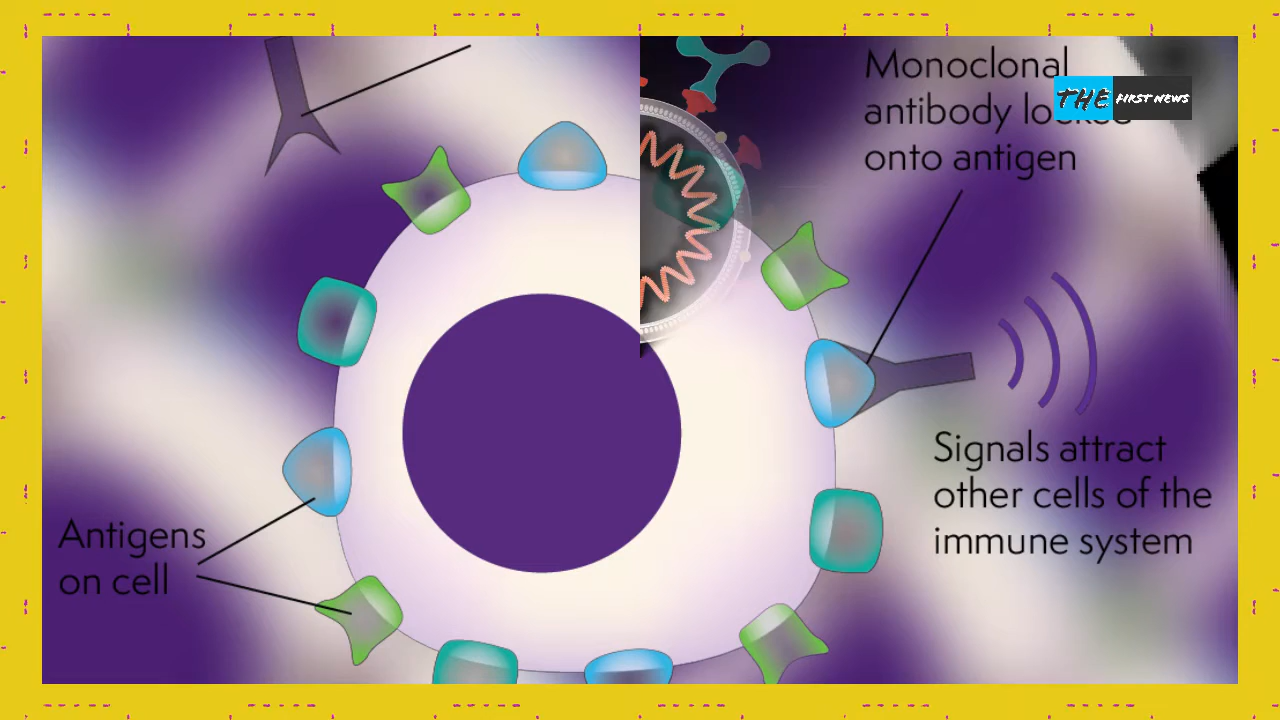 Monoclonal
THE FIRST NEWS
antibody
onto antigen
Signals attract
other cells of the
immune system
Antigens
on cell